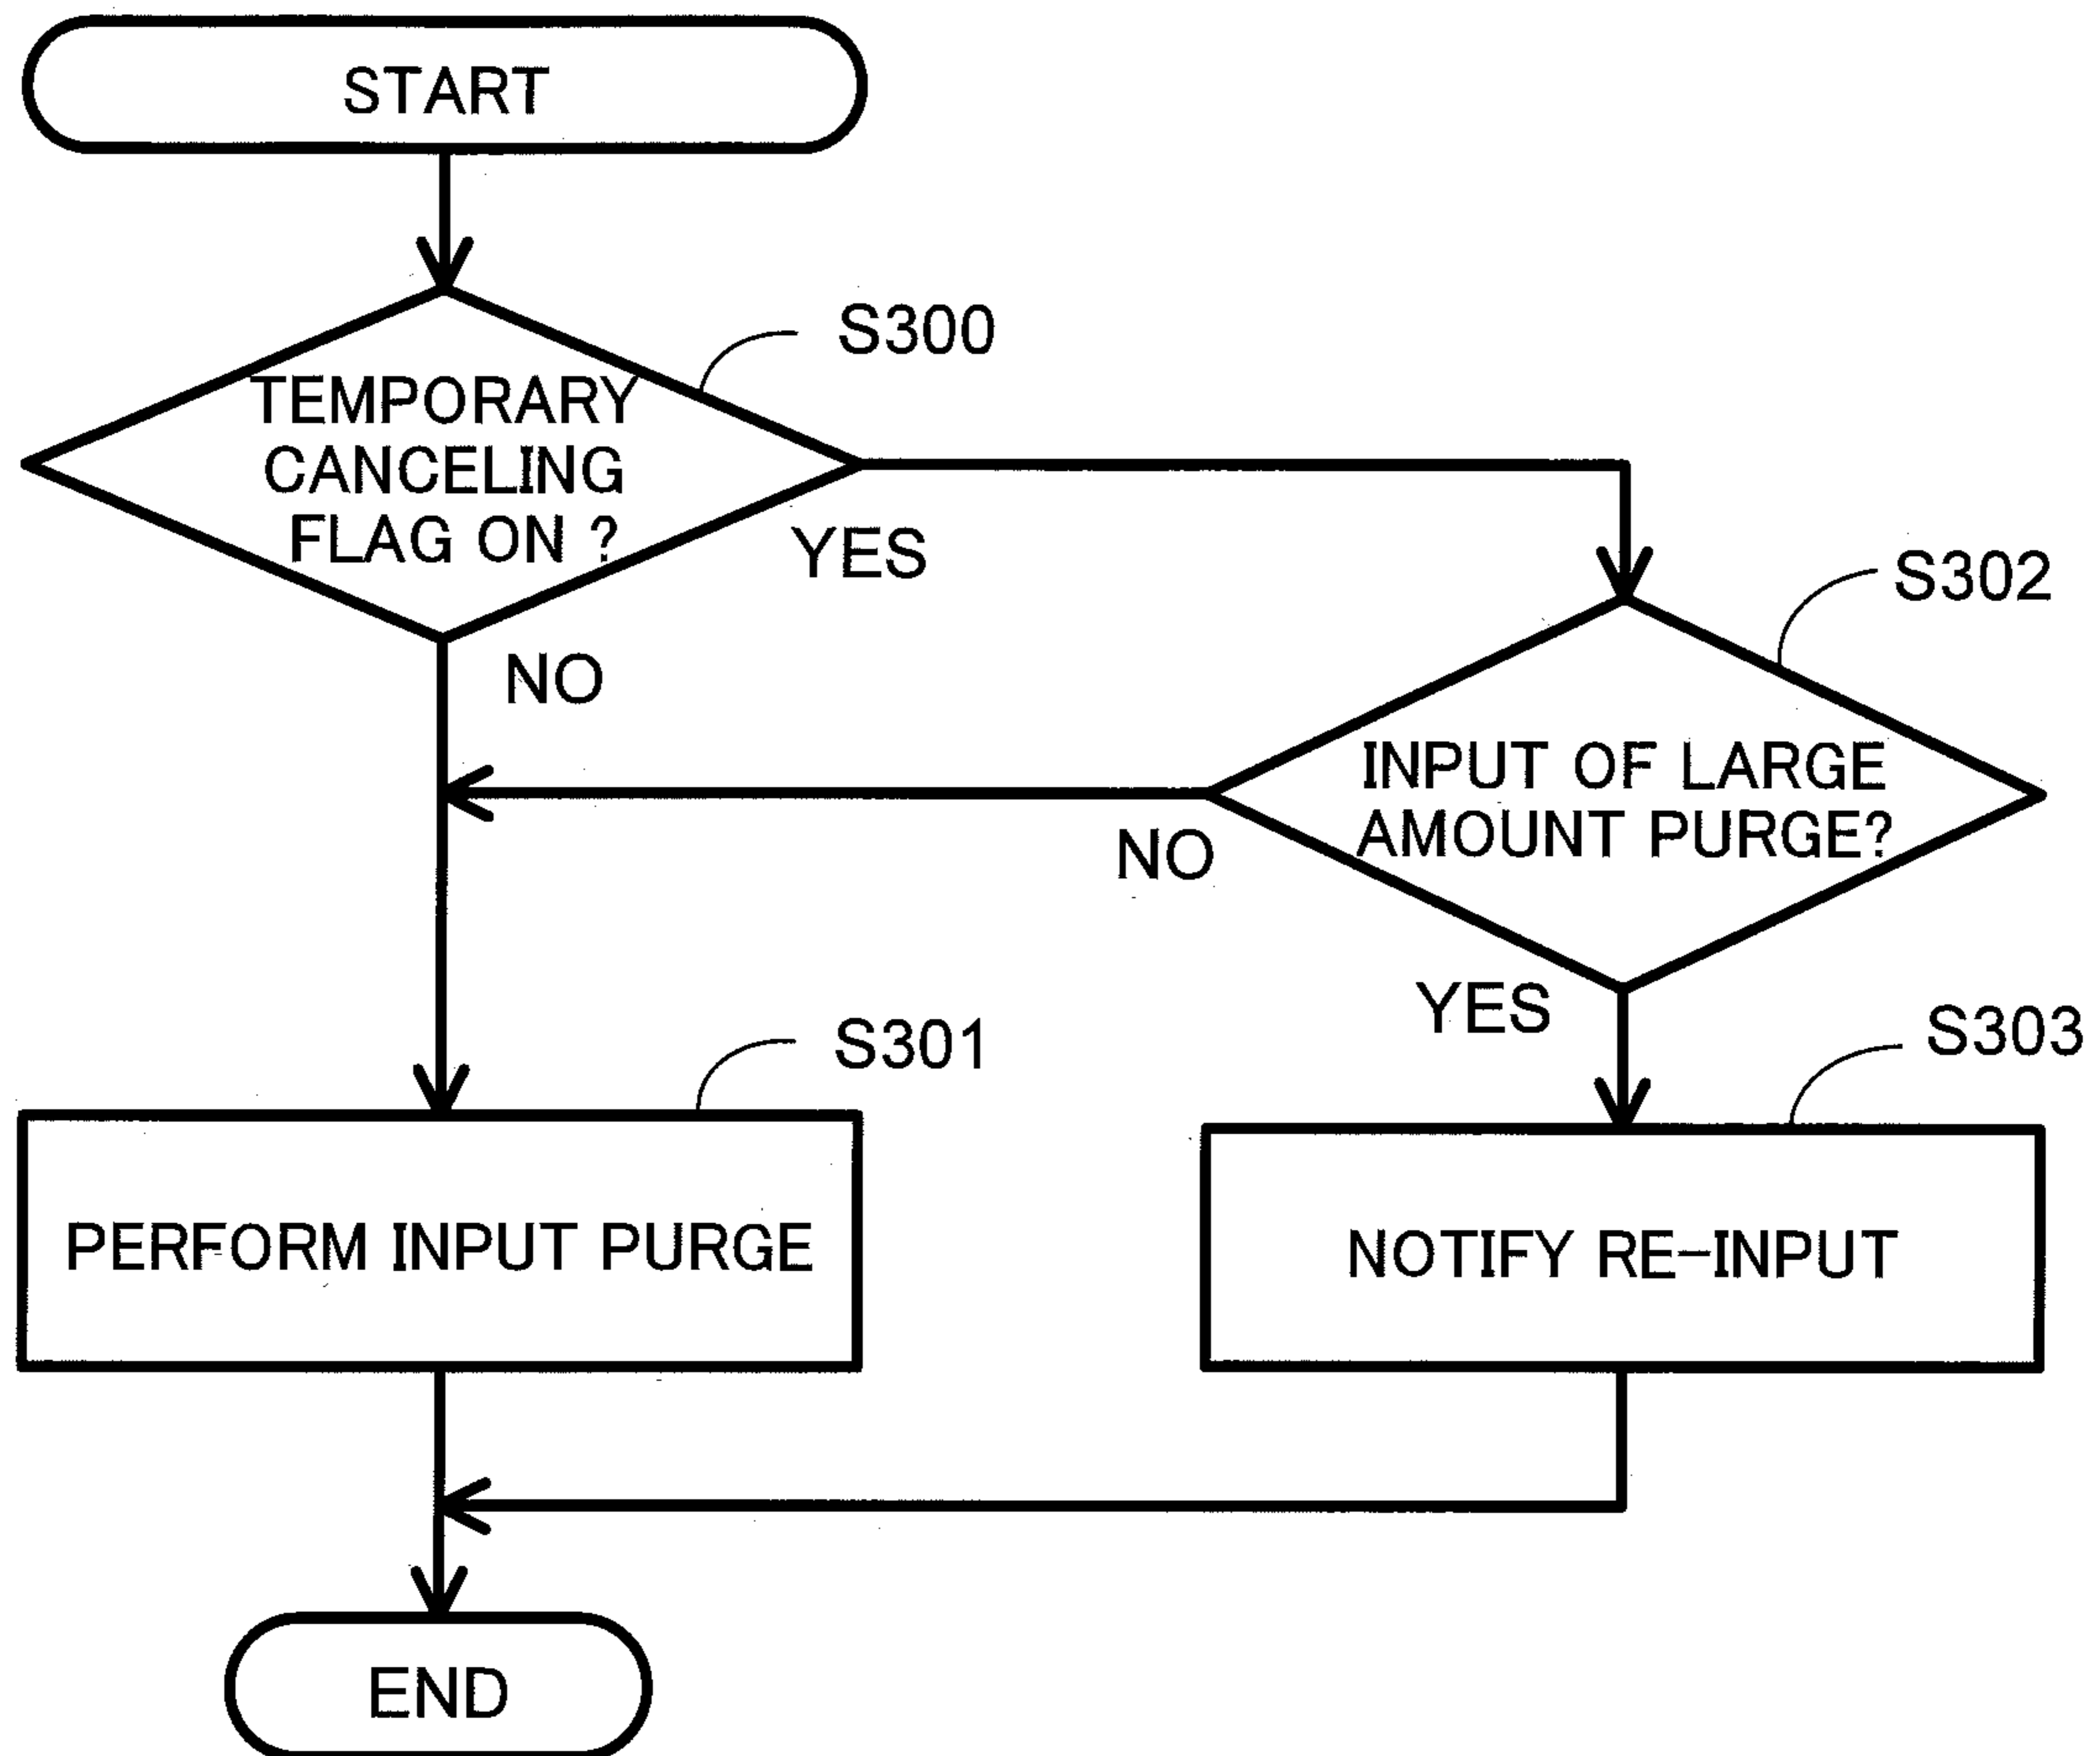 START
S300
TEMPORARY
CANCELING
FLAG ON ?
YES
NO
S302
INPUT OF LARGE
AMOUNT PURGE?
NO
YES
S301
S303
PERFORM INPUT PURGE
NOTIFY RE-INPUT
END